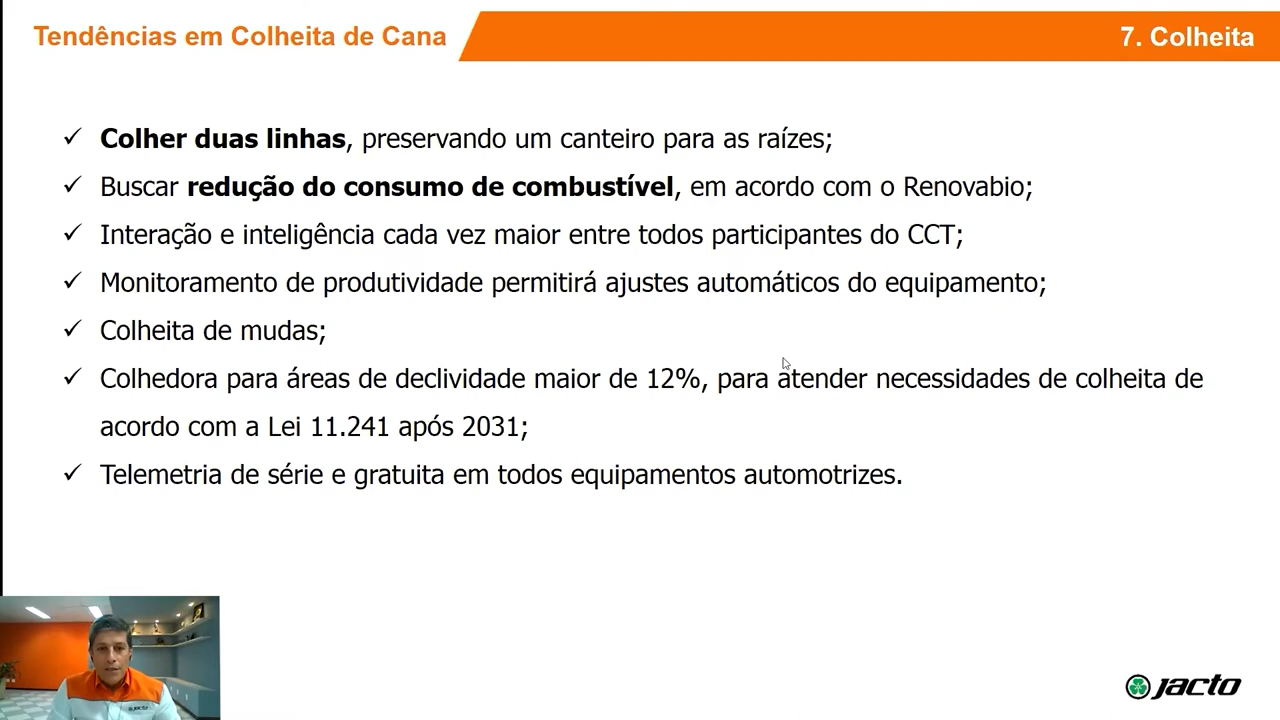 Tendências em Colheita de Cana
7. Colheita
✓ Colher duas linhas, preservando um canteiro para as raízes;
✓ Buscar redução do consumo de combustível, em acordo com o Renovabio;
✓ Interação e inteligência cada vez maior entre todos participantes do CCT;
✓ Monitoramento de produtividade permitirá ajustes automáticos do equipamento;
✓ Colheita de mudas;
✓ Colhedora para áreas de declividade maior de 12%, para atender necessidades de colheita de
acordo com a Lei 11.241 após 2031;
✓ Telemetria de série e gratuita em todos equipamentos automotrizes.
jacto
jacto